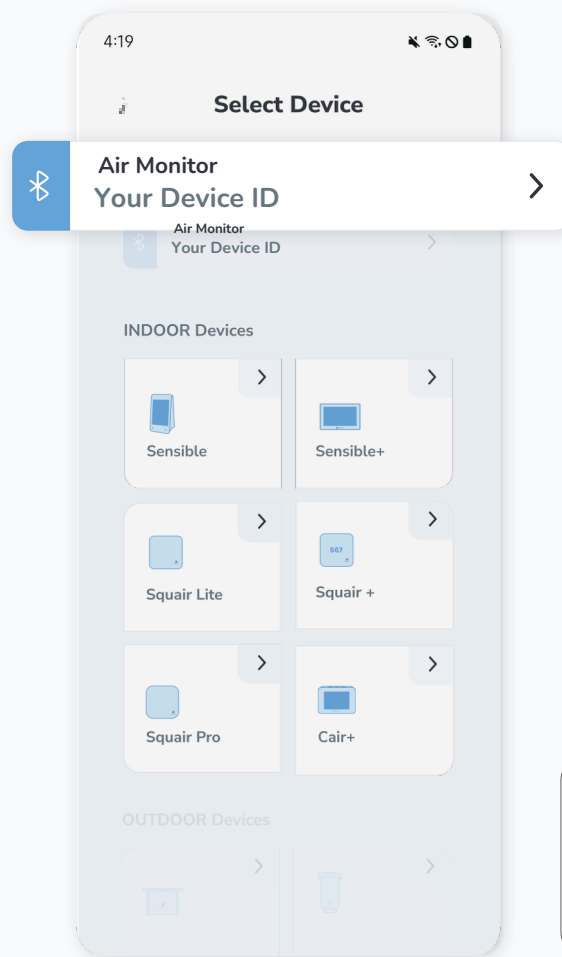 4:19
Select Device
Air Monitor
Your Device ID
Air Monitor
Your Device ID
INDOOR Devices
Sensible
Sensible+
Squair Lite
567
Squair +
Squair Pro
Cair+
OUTDOOR Devices